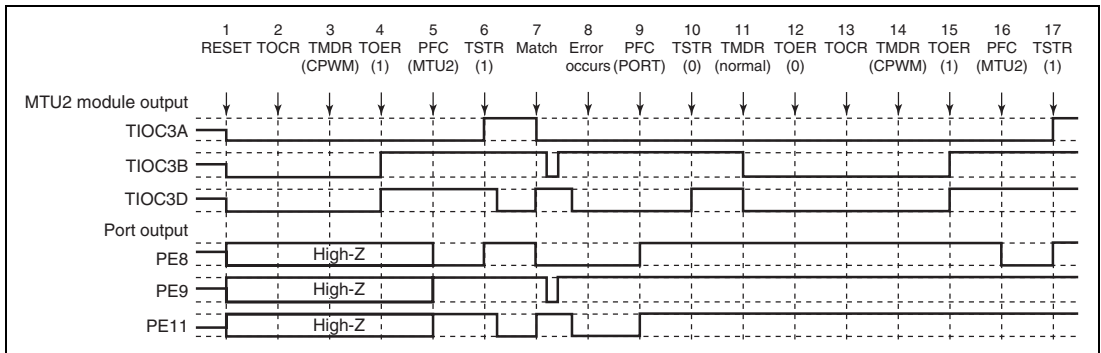 1 2 3 4 5 6 7 8 9 10 11 12 13 14 15 16 17
RESET TOCR TMDR TOER PFC TSTR Match Error PFC TSTR TMDR TOER TOCR TMDR TOER PFC TSTR
(CPWM) (1) (MTU2) (1) occurs (PORT) (0) (normal) (0) (CPWM) (1) (MTU2) (1)
MTU2 module output
TIOC3A
TIOC3B
TIOC3D
Port output
PE8 High-Z
PE9 High-Z
PE11 High-Z